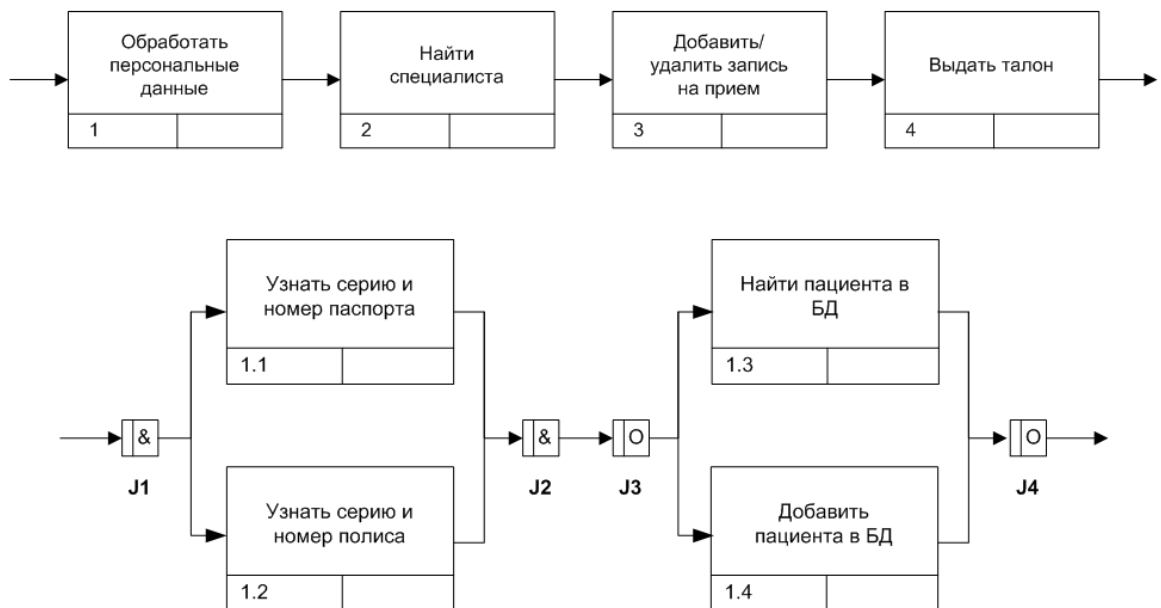 Обработать
персональные
данные
1
Найти
специалиста
2
Добавить/
удалить запись
на прием
3
Выдать талон
4
Узнать серию и
номер паспорта
1.1
Найти пациента в
БД
1.3
&
J1
&
J2
O
J3
O
J4
Узнать серию и
номер полиса
1.2
Добавить
пациента в БД
1.4